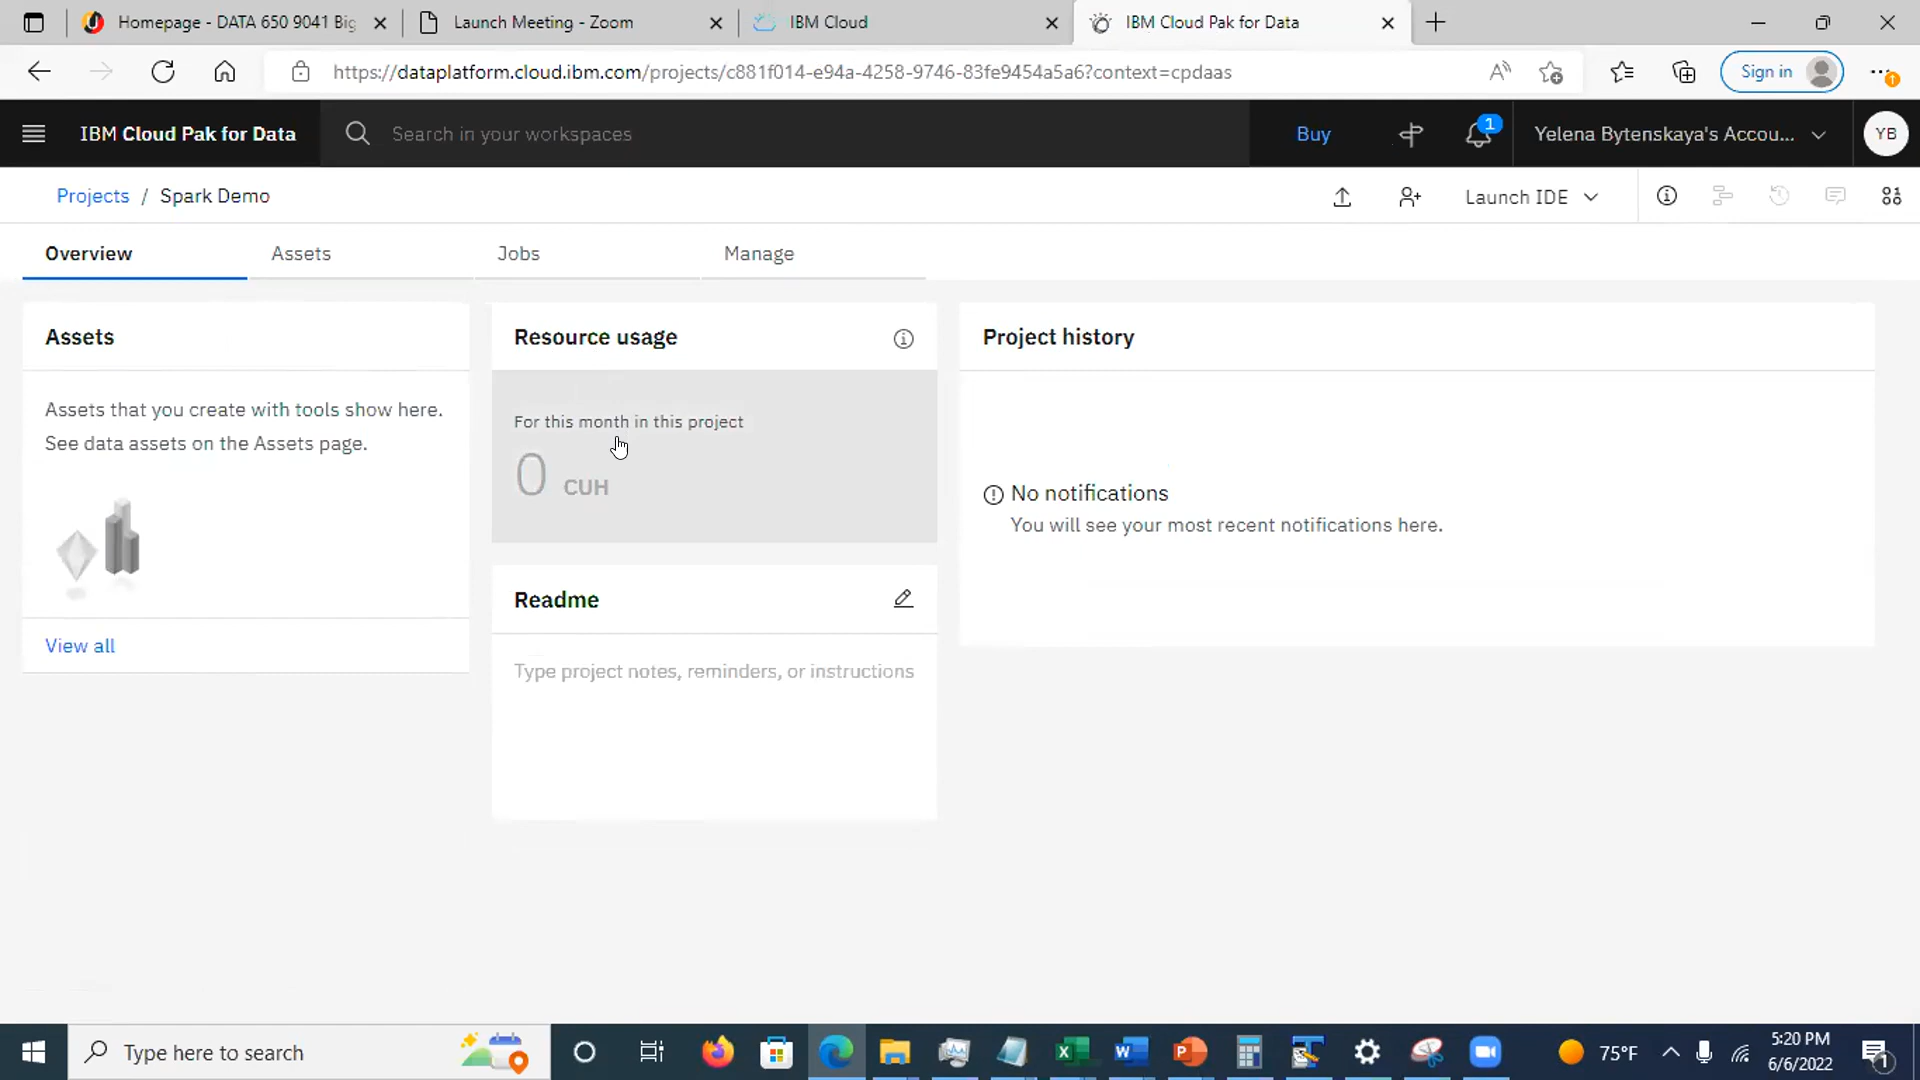 Homepage - DATA 650 9041 Big
Launch Meeting - Zoom
IBM Cloud
IBM Cloud Pak for Data
https://dataplatform.cloud.ibm.com/projects/c881f014-e94a-4258-9746-83fe9454a5a6?context=cpdaas
Sign in
IBM Cloud Pak for Data
Search in your workspaces
Buy
1
Yelena Bytenskaya's Accou...
YB
Projects / Spark Demo
Launch IDE
Overview
Assets
Jobs
Manage
Assets
Assets that you create with tools show here.
See data assets on the Assets page.
View all
Resource usage
For this month in this project
0 CUH
Readme
Type project notes, reminders, or instructions
Project history
No notifications
You will see your most recent notifications here.
Type here to search
75°F
5:20 PM
6/6/2022
1